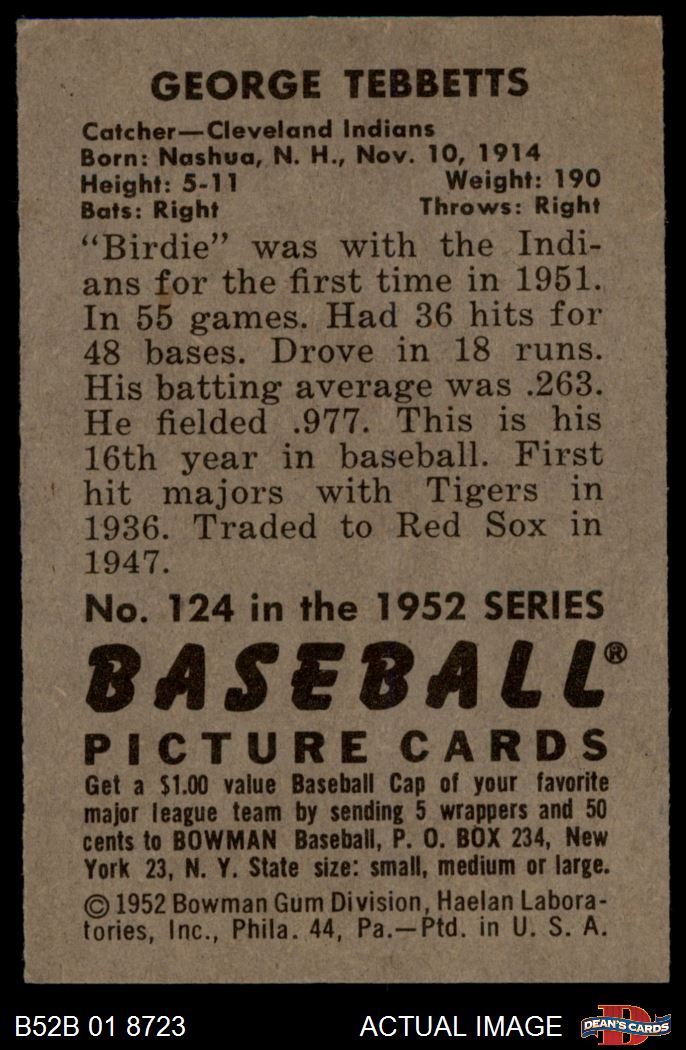 GEORGE TEBBETTS
Catcher—Cleveland Indians
Born: Nashua, N. H., Nov. 10, 1914
Height: 5-11 Weight: 190
Bats: Right Throws: Right
“Birdie” was with the Indi-
ans for the first time in 1951.
In 55 games. Had 36 hits for
48 bases. Drove in 18 runs.
His batting average was .263.
He fielded .977. This is his
16th year in baseball. First
hit majors with Tigers in
1936. Traded to Red Sox in
1947.
No. 124 in the 1952 SERIES
BASEBALL®
PICTURE CARDS
Get a $1.00 value Baseball Cap of your favorite
major league team by sending 5 wrappers and 50
cents to BOWMAN Baseball, P. O. BOX 234, New
York 23, N. Y. State size: small, medium or large.
© 1952 Bowman Gum Division, Haelan Labora-
tories, Inc., Phila. 44, Pa.—Ptd. in U. S. A.
B52B 01 8723 ACTUAL IMAGE D DEAN'S CARDS